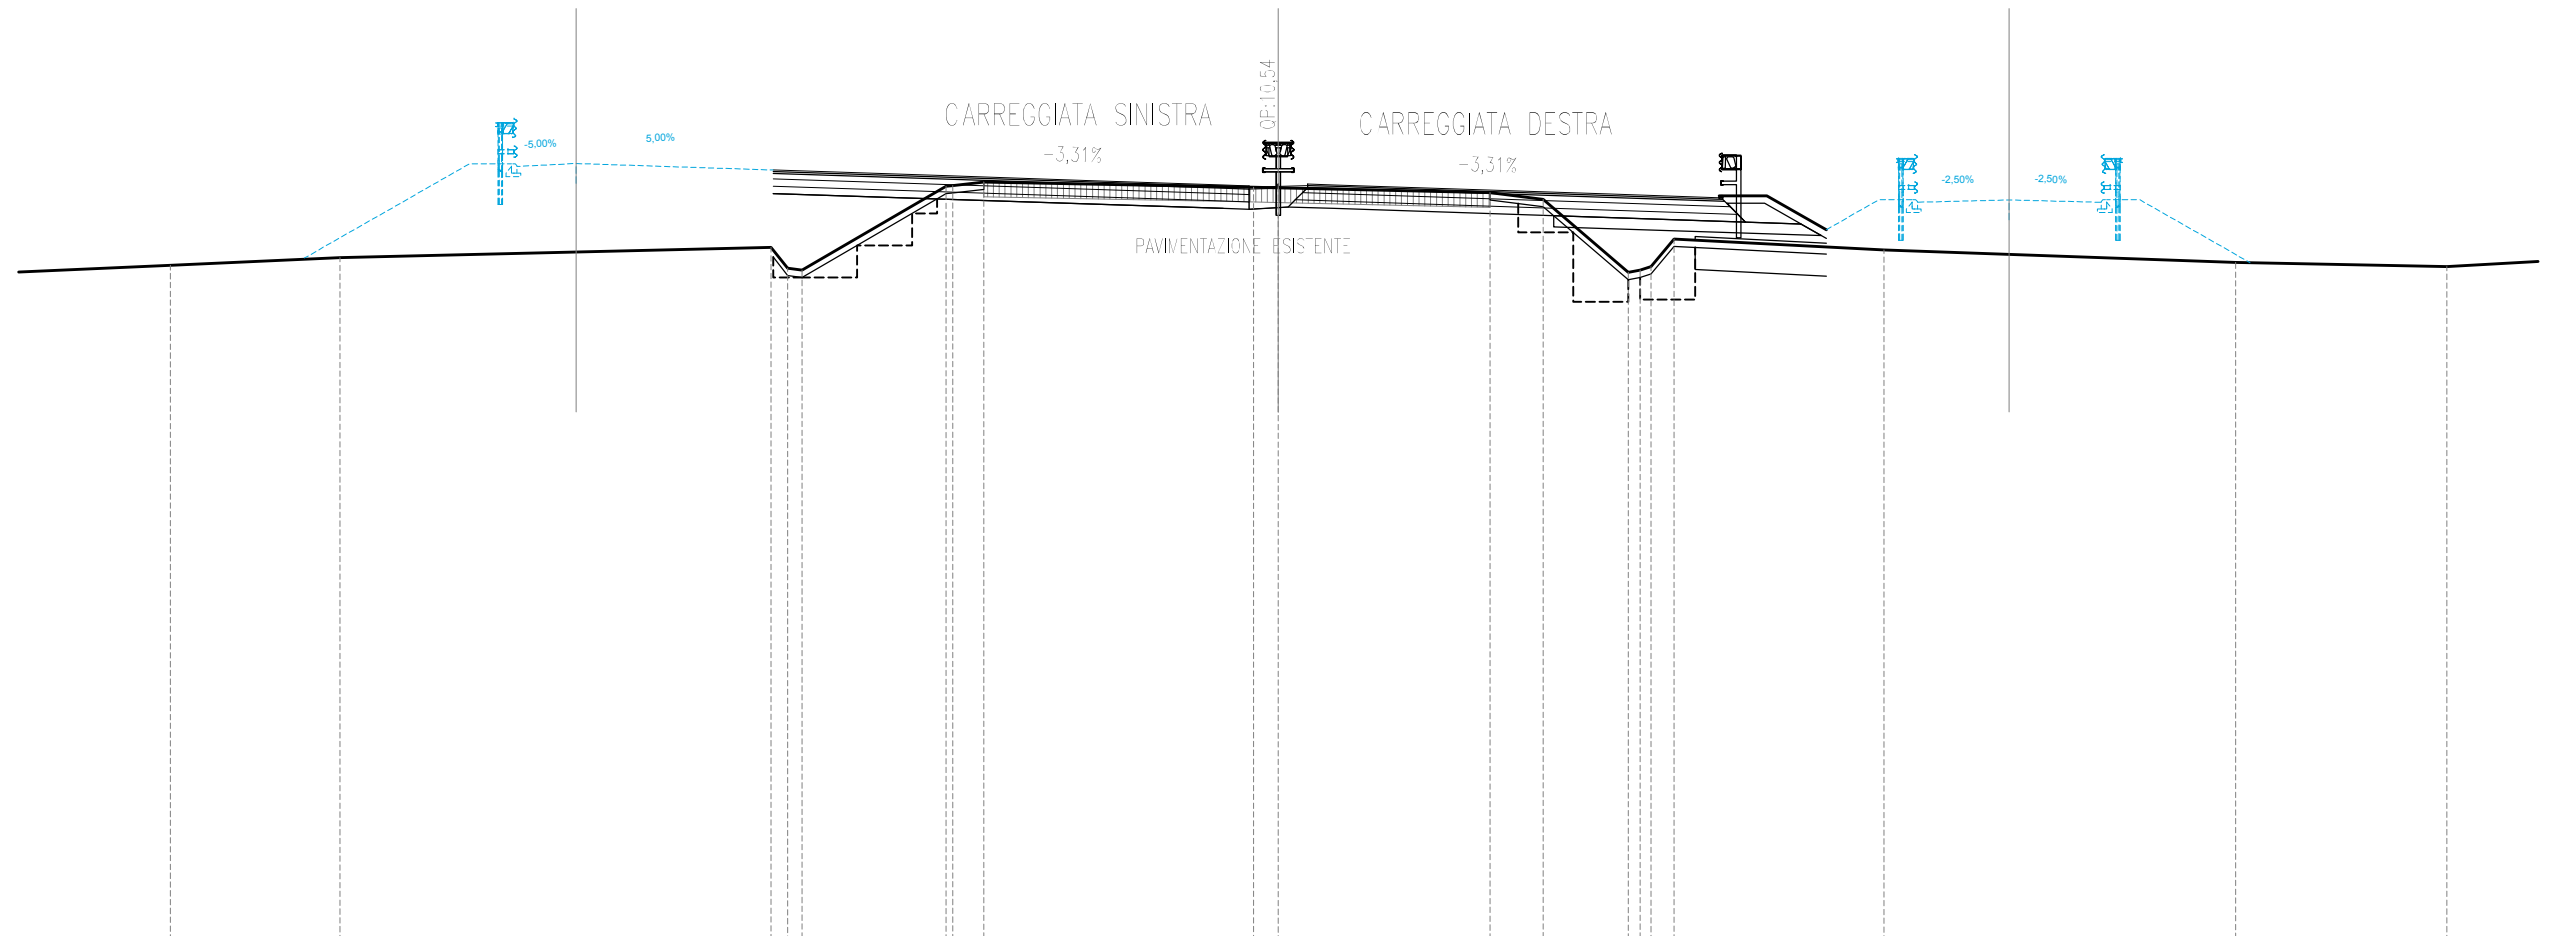 QP:10,54
CARREGGIATA SINISTRA
CARREGGIATA DESTRA
-5,00%
5,00%
-3,31%
-3,31%
-2,50%
-2,50%
PAVIMENTAZIONE ESISTENTE